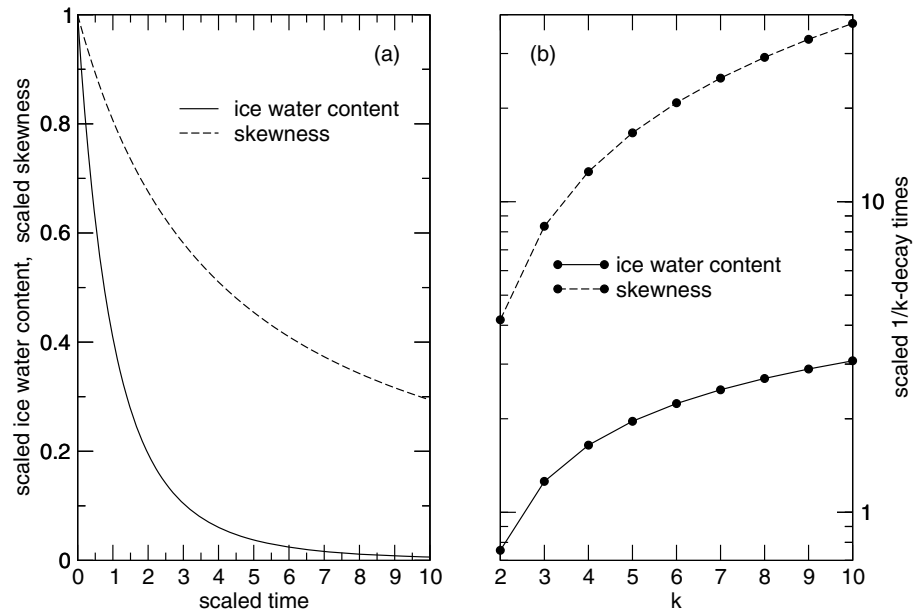 (a)
ice water content
skewness
scaled ice water content, scaled skewness
1
0.8
0.6
0.4
0.2
0
0 1 2 3 4 5 6 7 8 9 10
scaled time
(b)
ice water content
skewness
10
1
scaled 1/k-decay times
2 3 4 5 6 7 8 9 10
k